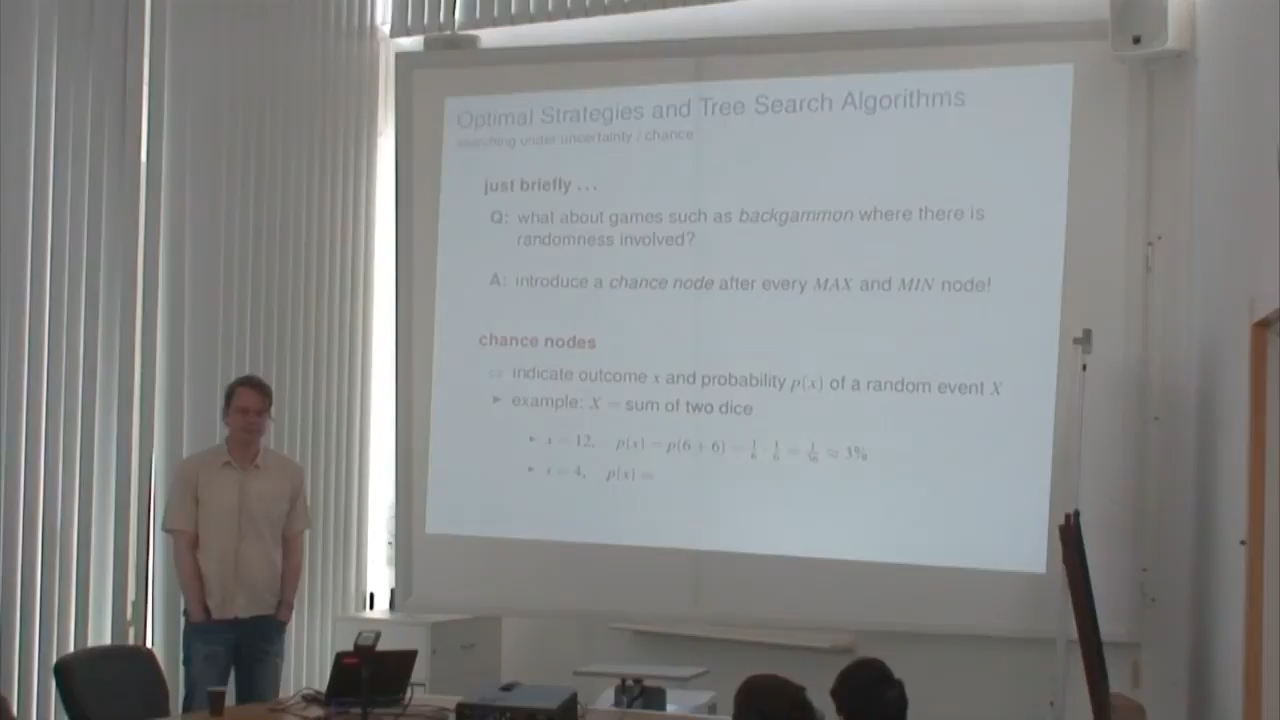 Optimal Strategies and Tree Search Algorithms
searching under uncertainty / chance
just briefly ...
Q: what about games such as backgammon where there is
randomness involved?
A: introduce a chance node after every MAX and MIN node!
chance nodes
⇔ indicate outcome x and probability p(x) of a random event X
► example: X = sum of two dice
► x = 12, p(x) = p(6 + 6) = 1/6 · 1/6 = 1/36 ≈ 3%
► x = 4, p(x) =